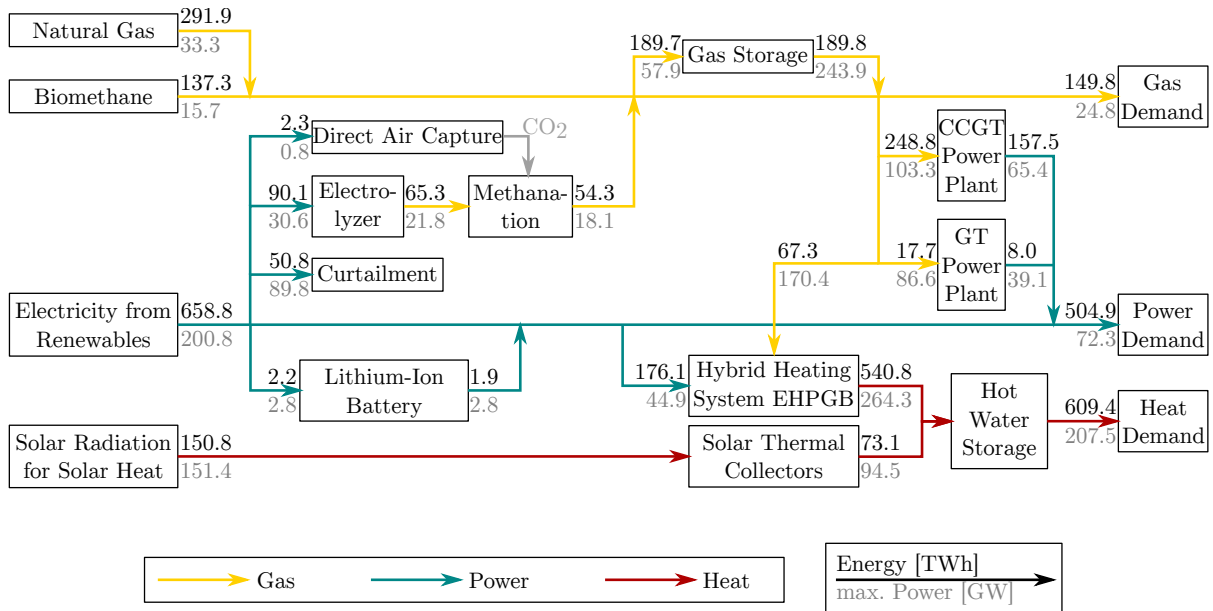 Natural Gas
291.9
33.3
Biomethane
137.3
15.7
189.7
57.9
Gas Storage
189.8
243.9
149.8
24.8
Gas
Demand
2.3
0.8
Direct Air Capture
CO2
90.1
30.6
Electro-
lyzer
65.3
21.8
Methana-
tion
54.3
18.1
248.8
103.3
CCGT
Power
Plant
157.5
65.4
50.8
89.8
Curtailment
67.3
170.4
17.7
86.6
GT
Power
Plant
8.0
39.1
Electricity from
Renewables
658.8
200.8
504.9
72.3
Power
Demand
2.2
2.8
Lithium-Ion
Battery
1.9
2.8
176.1
44.9
Hybrid Heating
System EHPGB
540.8
264.3
Hot
Water
Storage
609.4
207.5
Heat
Demand
Solar Radiation
for Solar Heat
150.8
151.4
Solar Thermal
Collectors
73.1
94.5
Gas
Power
Heat
Energy [TWh]
max. Power [GW]